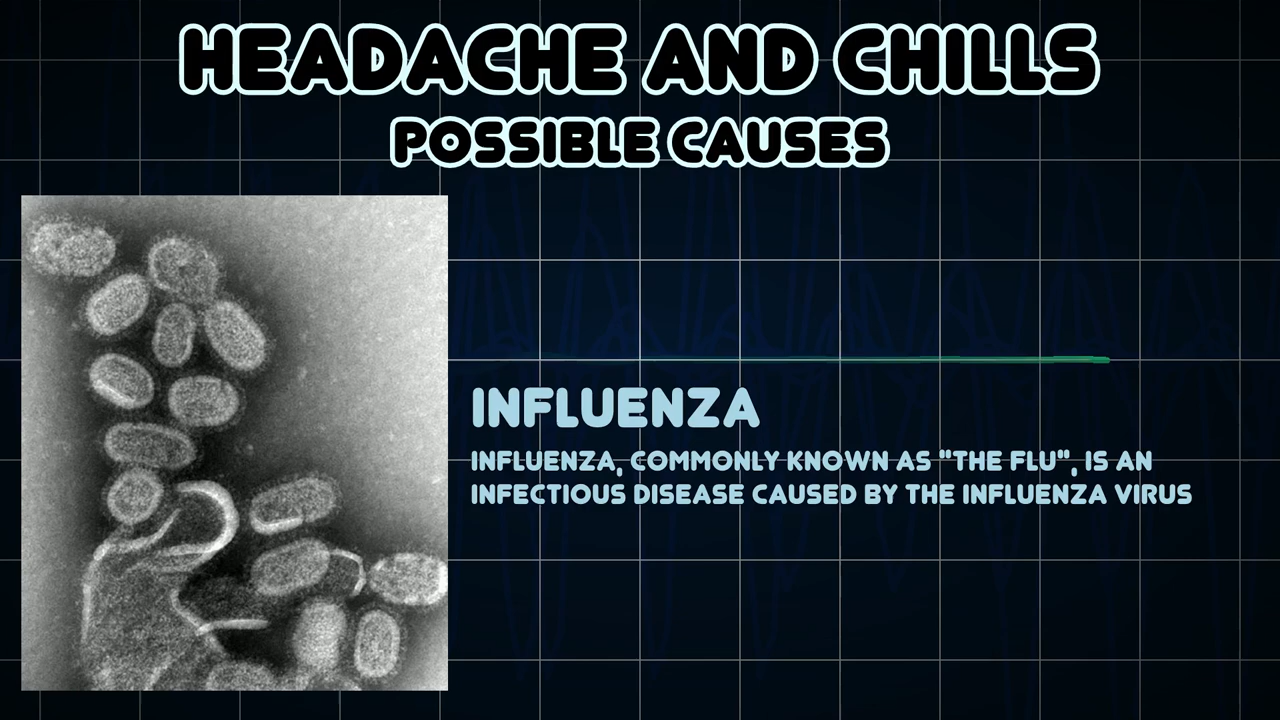 HEADACHE AND CHILLS
POSSIBLE CAUSES
INFLUENZA
INFLUENZA, COMMONLY KNOWN AS "THE FLU", IS AN
INFECTIOUS DISEASE CAUSED BY THE INFLUENZA VIRUS